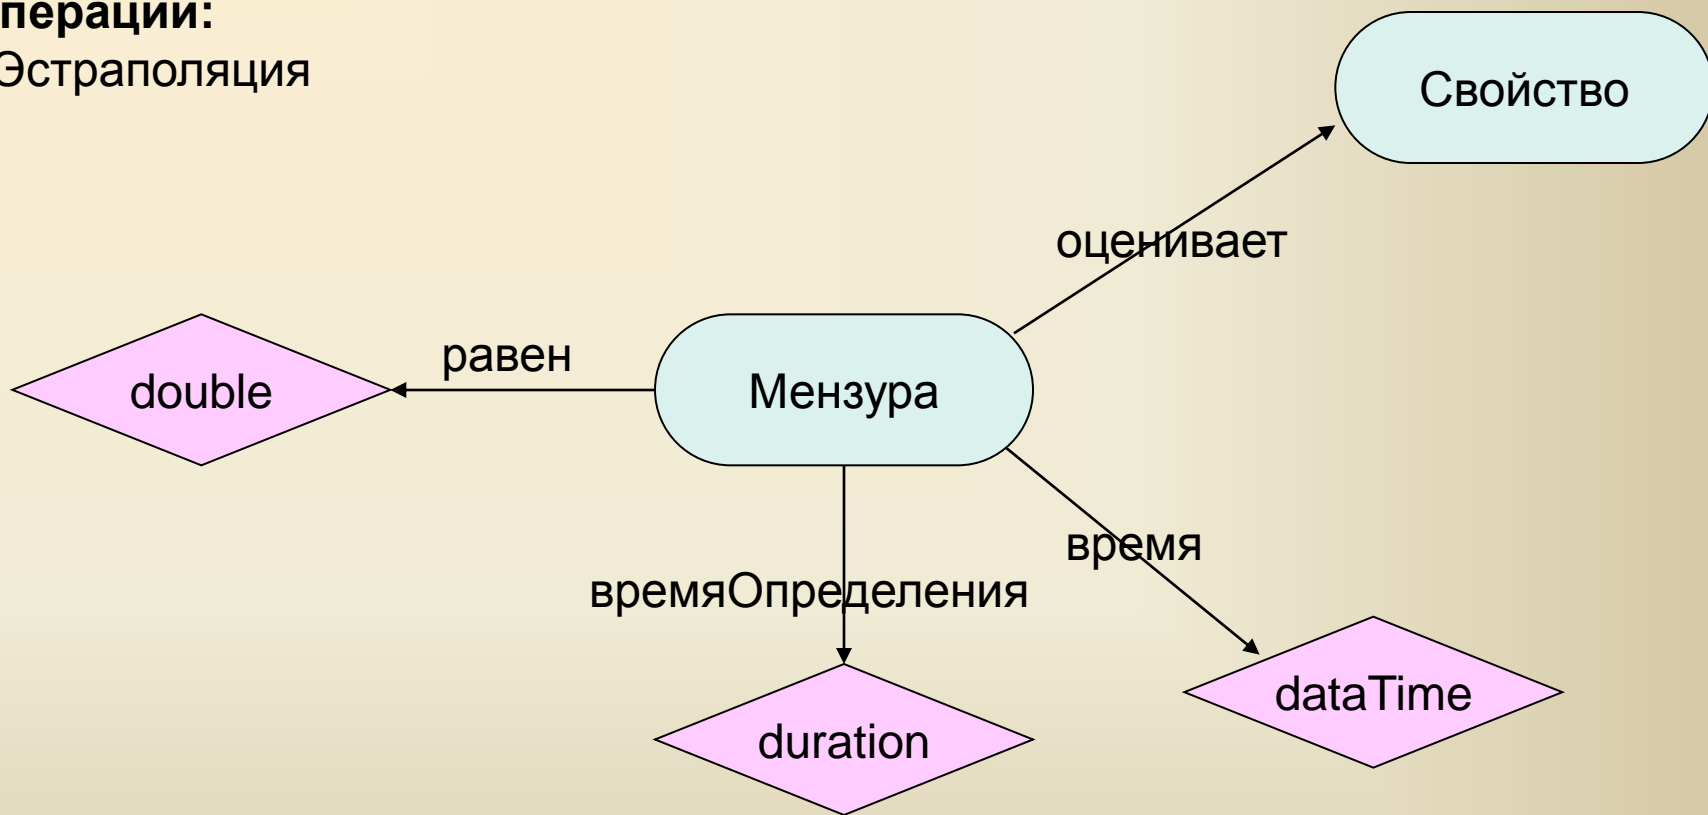 перации:
Эстраполяция
Свойство
оценивает
равен
double
Мензура
время
времяОпределения
dataTime
duration